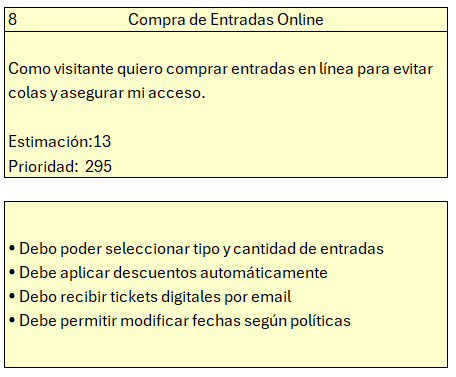 8 Compra de Entradas Online
Como visitante quiero comprar entradas en línea para evitar
colas y asegurar mi acceso.
Estimación:13
Prioridad: 295
• Debo poder seleccionar tipo y cantidad de entradas
• Debe aplicar descuentos automáticamente
• Debo recibir tickets digitales por email
• Debe permitir modificar fechas según políticas